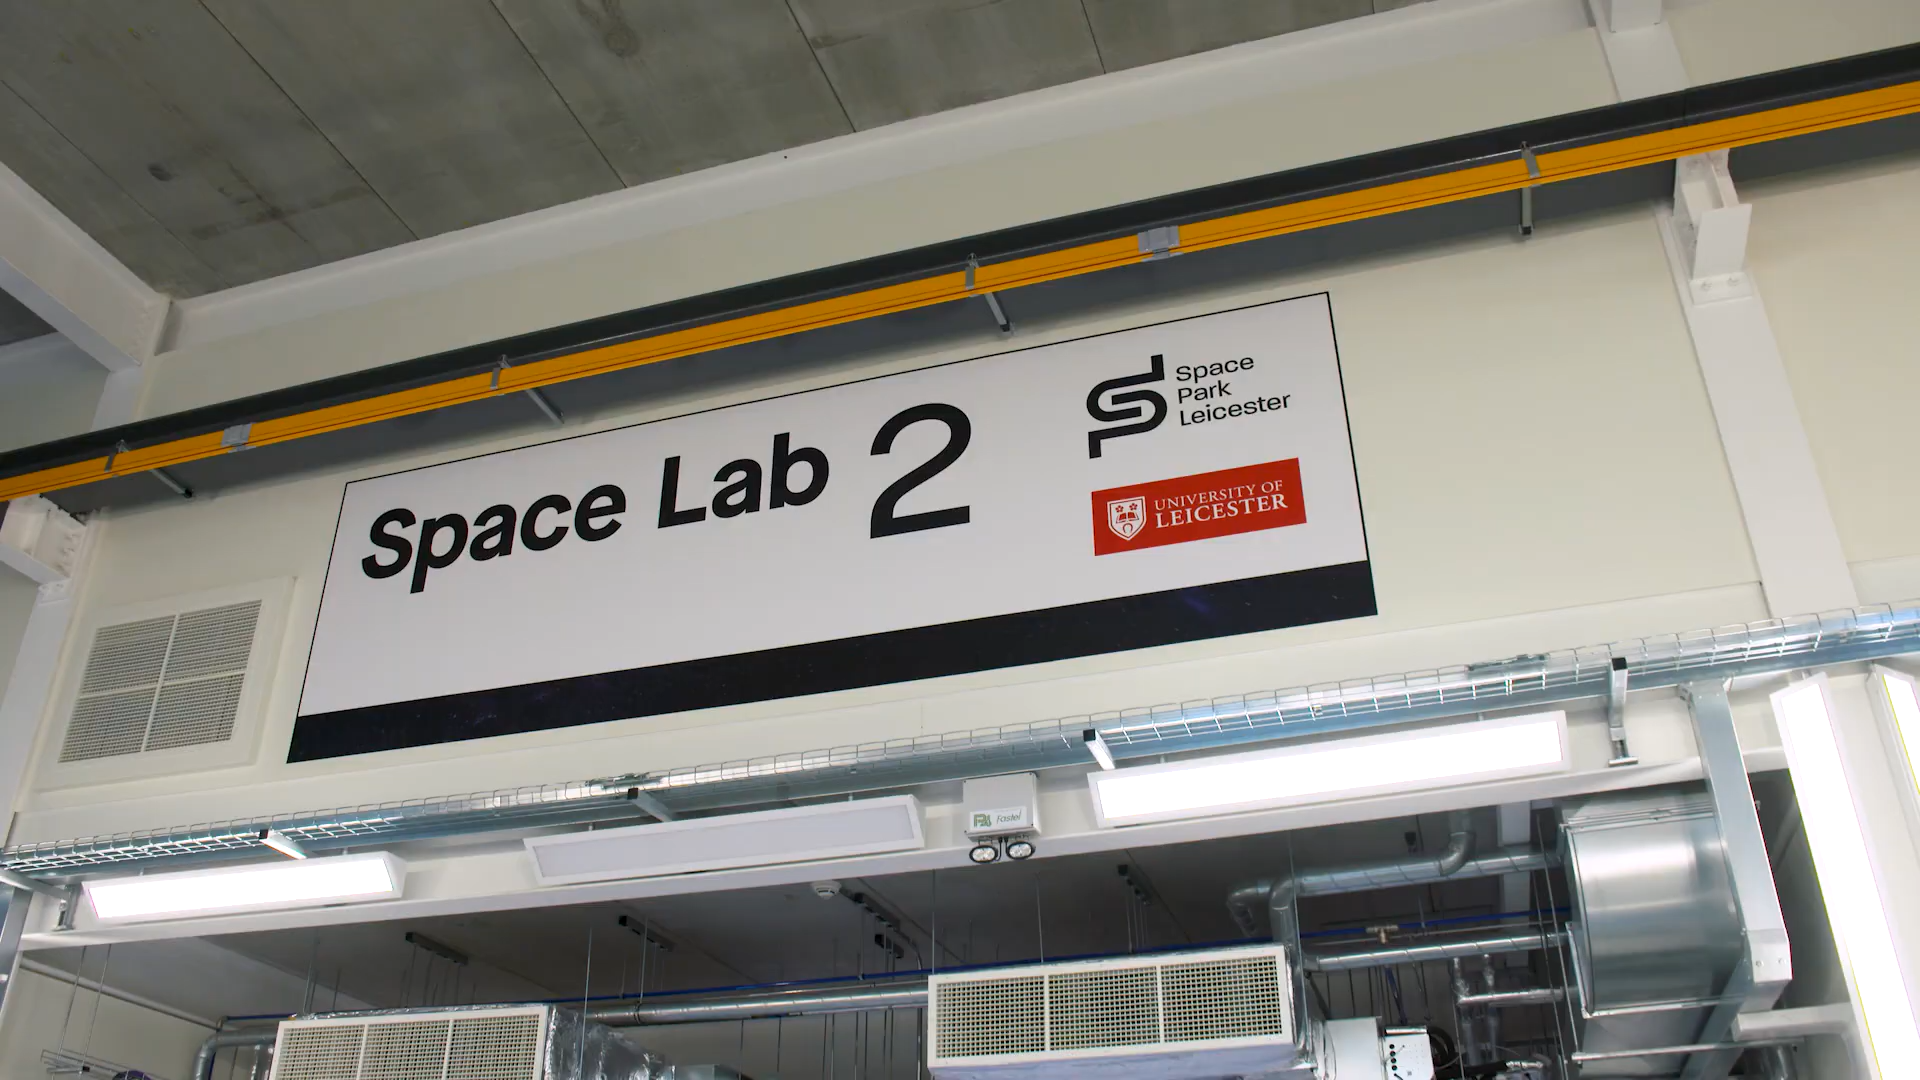 Space Lab 2
Space
Park
Leicester
UNIVERSITY OF
LEICESTER
Fastel